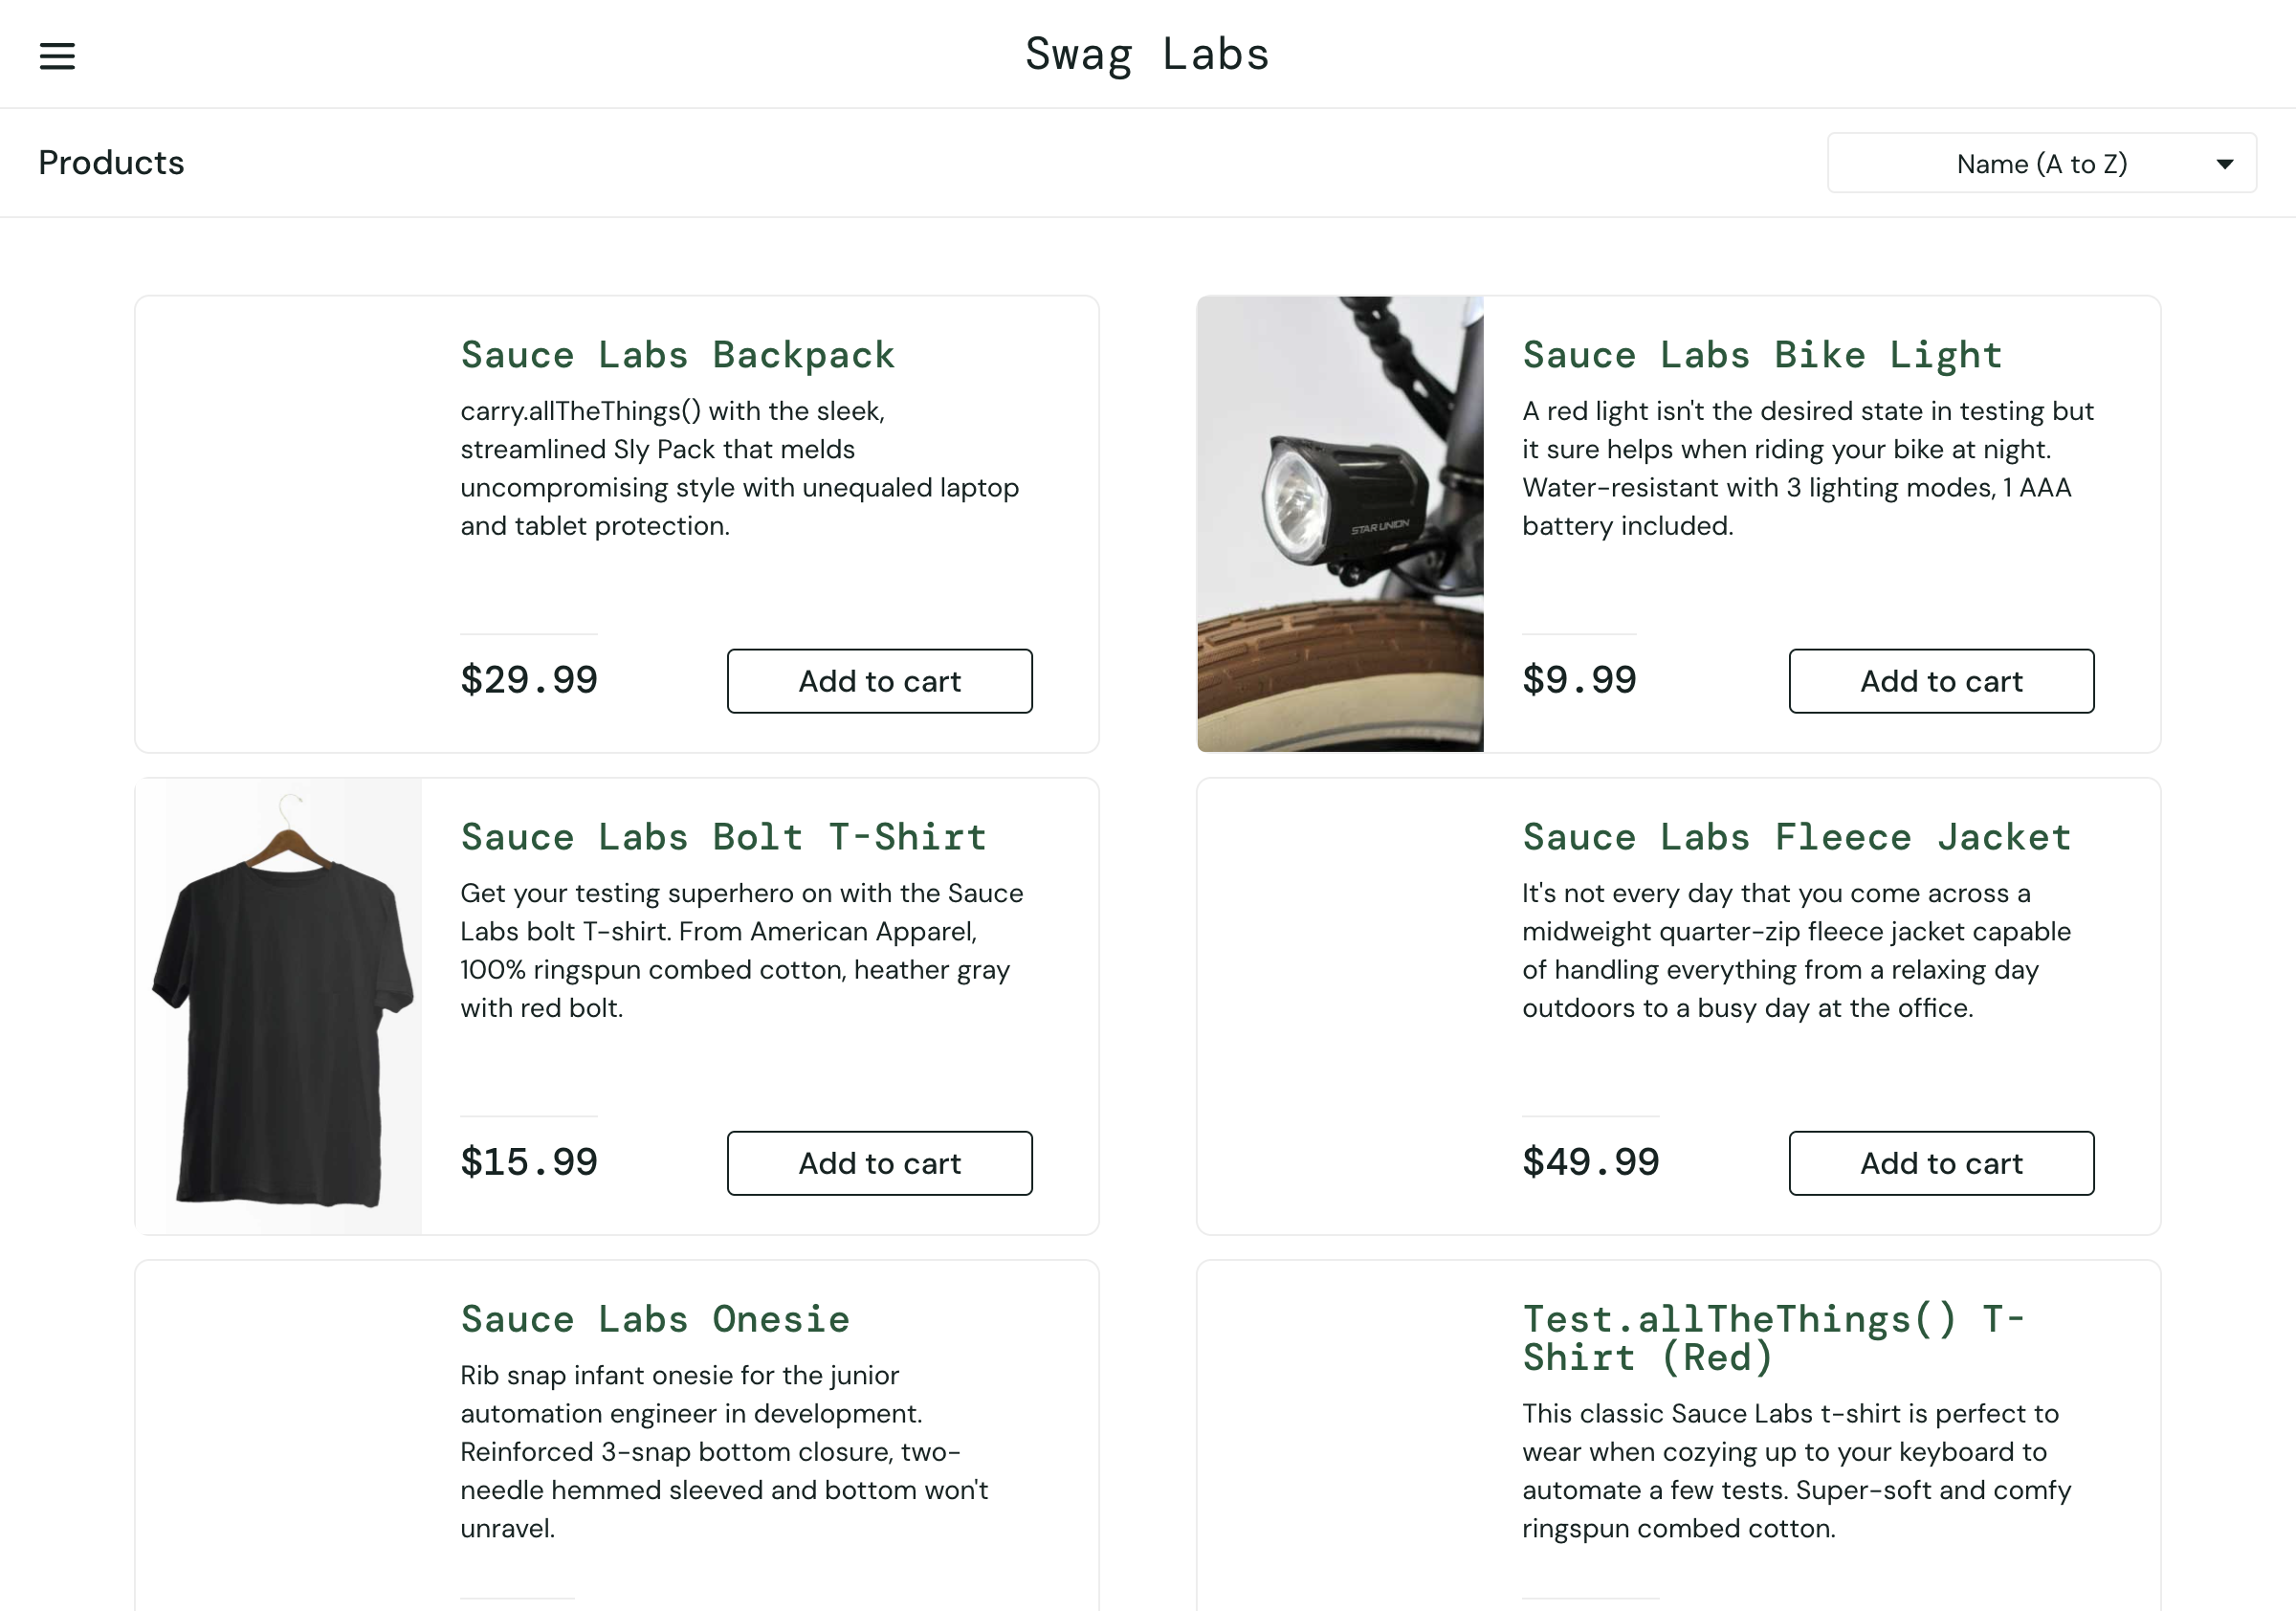 Swag Labs
Products
Name (A to Z)
Sauce Labs Backpack
carry.allTheThings() with the sleek,
streamlined Sly Pack that melds
uncompromising style with unequaled laptop
and tablet protection.
$29.99
Add to cart
STAR UNION
Sauce Labs Bike Light
A red light isn't the desired state in testing but
it sure helps when riding your bike at night.
Water-resistant with 3 lighting modes, 1 AAA
battery included.
$9.99
Add to cart
Sauce Labs Bolt T-Shirt
Get your testing superhero on with the Sauce
Labs bolt T-shirt. From American Apparel,
100% ringspun combed cotton, heather gray
with red bolt.
$15.99
Add to cart
Sauce Labs Fleece Jacket
It's not every day that you come across a
midweight quarter-zip fleece jacket capable
of handling everything from a relaxing day
outdoors to a busy day at the office.
$49.99
Add to cart
Sauce Labs Onesie
Rib snap infant onesie for the junior
automation engineer in development.
Reinforced 3-snap bottom closure, two-
needle hemmed sleeved and bottom won't
unravel.
Test.allTheThings() T-
Shirt (Red)
This classic Sauce Labs t-shirt is perfect to
wear when cozying up to your keyboard to
automate a few tests. Super-soft and comfy
ringspun combed cotton.